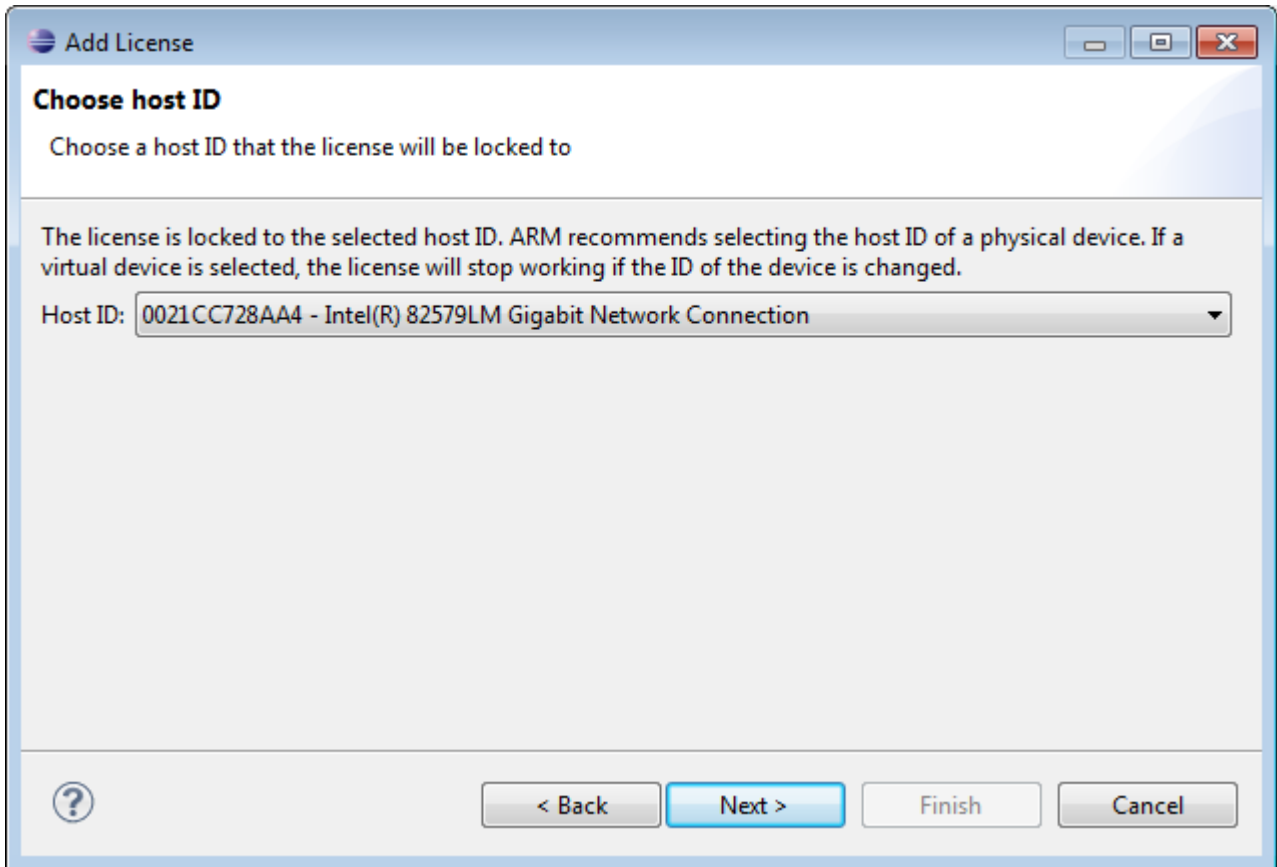 Add License
Choose host ID
Choose a host ID that the license will be locked to
The license is locked to the selected host ID. ARM recommends selecting the host ID of a physical device. If a
virtual device is selected, the license will stop working if the ID of the device is changed.
Host ID: 0021CC728AA4 - Intel(R) 82579LM Gigabit Network Connection
? < Back Next > Finish Cancel